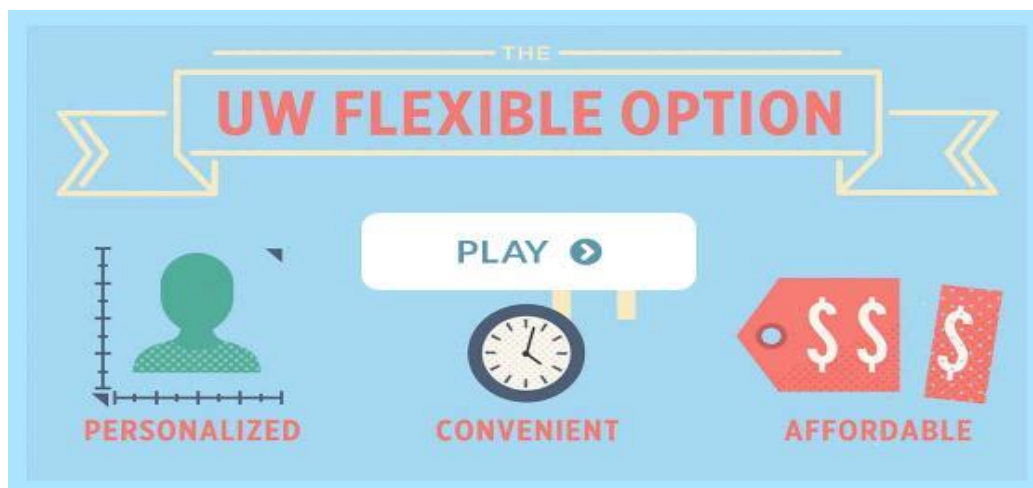 THE
UW FLEXIBLE OPTION
PLAY
$ $ $
PERSONALIZED
CONVENIENT
AFFORDABLE